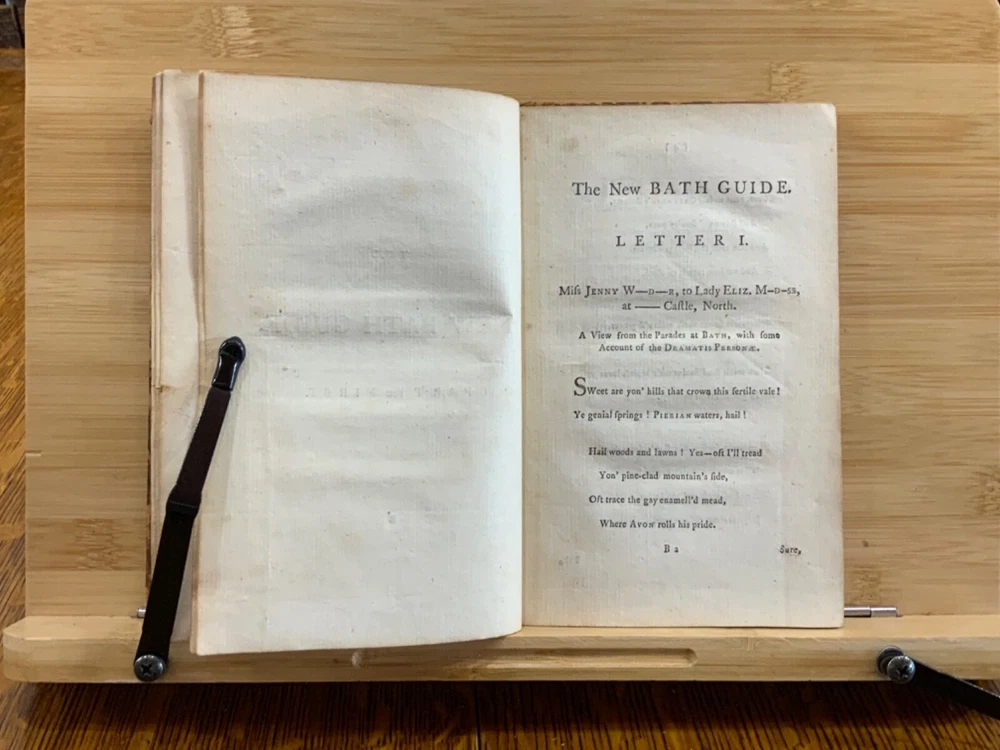 The New BATH GUIDE.
LETTER I.
Miſs JENNY W—D—R, to Lady ELIZ. M—D—SS,
at —— Caſtle, North.
A View from the Parades at BATH, with ſome
Account of the DRAMATIS PERSONÆ.
SWeet are yon' hills that crown this fertile vale!
Ye genial ſprings! PIERIAN waters, hail!
Hail woods and lawns! Yes—oft I'll tread
Yon' pine-clad mountain's ſide,
Oft trace the gay enamell'd mead,
Where AVON rolls his pride.
B 2
Sure,